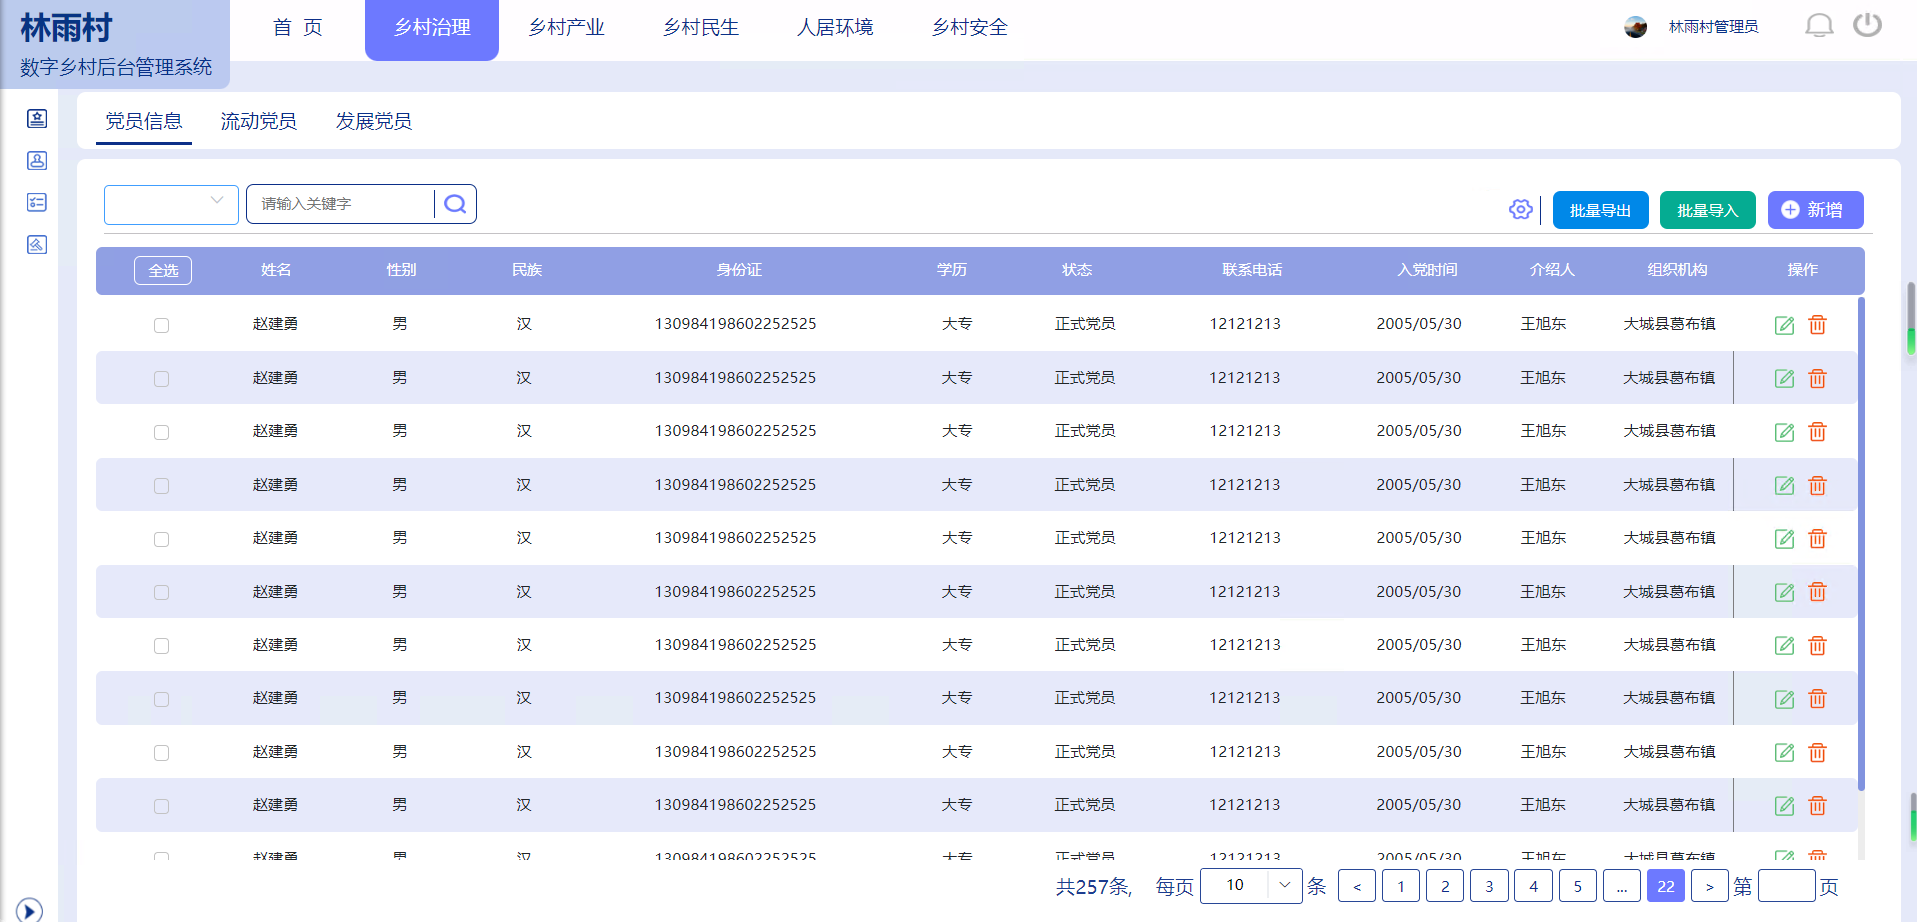 林雨村
数字乡村后台管理系统
首 页 乡村治理 乡村产业 乡村民生 人居环境 乡村安全
林雨村管理员
党员信息 流动党员 发展党员
请输入关键字
批量导出 批量导入 新增
全选 姓名 性别 民族 身份证 学历 状态 联系电话 入党时间 介绍人 组织机构 操作
赵建勇 男 汉 130984198602252525 大专 正式党员 12121213 2005/05/30 王旭东 大城县葛布镇
赵建勇 男 汉 130984198602252525 大专 正式党员 12121213 2005/05/30 王旭东 大城县葛布镇
赵建勇 男 汉 130984198602252525 大专 正式党员 12121213 2005/05/30 王旭东 大城县葛布镇
赵建勇 男 汉 130984198602252525 大专 正式党员 12121213 2005/05/30 王旭东 大城县葛布镇
赵建勇 男 汉 130984198602252525 大专 正式党员 12121213 2005/05/30 王旭东 大城县葛布镇
赵建勇 男 汉 130984198602252525 大专 正式党员 12121213 2005/05/30 王旭东 大城县葛布镇
赵建勇 男 汉 130984198602252525 大专 正式党员 12121213 2005/05/30 王旭东 大城县葛布镇
赵建勇 男 汉 130984198602252525 大专 正式党员 12121213 2005/05/30 王旭东 大城县葛布镇
赵建勇 男 汉 130984198602252525 大专 正式党员 12121213 2005/05/30 王旭东 大城县葛布镇
赵建勇 男 汉 130984198602252525 大专 正式党员 12121213 2005/05/30 王旭东 大城县葛布镇
赵建勇 男 汉 130984198602252525 大专 正式党员 12121213 2005/05/30 王旭东 大城县葛布镇
共257条, 每页 10 条 < 1 2 3 4 5 ... 22 > 第 页